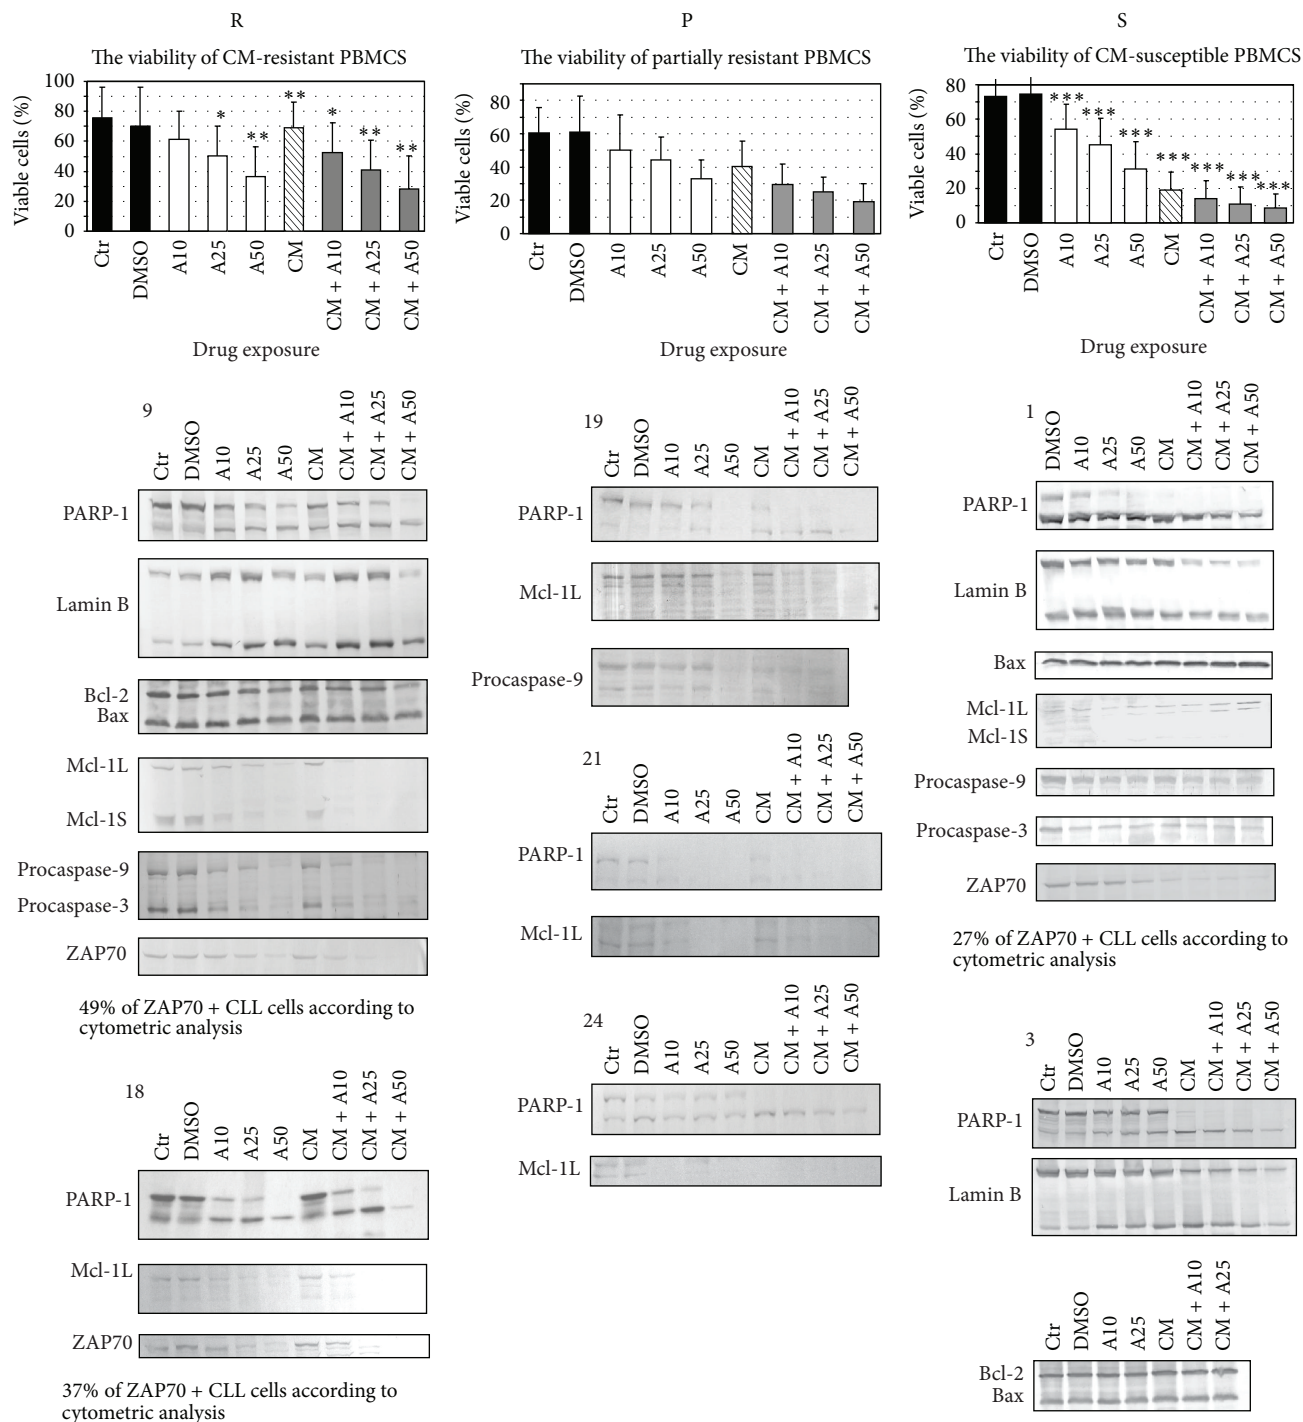 R
The viability of CM-resistant PBMCS
Viable cells (%)
100
80
60
40
20
0
** * ** * ** **
Ctr
DMSO
A10
A25
A50
CM
CM + A10
CM + A25
CM + A50
Drug exposure
9
Ctr
DMSO
A10
A25
A50
CM
CM + A10
CM + A25
CM + A50
PARP-1
Lamin B
Bcl-2
Bax
Mcl-1L
Mcl-1S
Procaspase-9
Procaspase-3
ZAP70
49% of ZAP70 + CLL cells according to
cytometric analysis
18
Ctr
DMSO
A10
A25
A50
CM
CM + A10
CM + A25
CM + A50
PARP-1
Mcl-1L
ZAP70
37% of ZAP70 + CLL cells according to
cytometric analysis
P
The viability of partially resistant PBMCS
Viable cells (%)
80
60
40
20
0
Ctr
DMSO
A10
A25
A50
CM
CM + A10
CM + A25
CM + A50
Drug exposure
19
Ctr
DMSO
A10
A25
A50
CM
CM + A10
CM + A25
CM + A50
PARP-1
Mcl-1L
Procaspase-9
21
Ctr
DMSO
A10
A25
A50
CM
CM + A10
CM + A25
CM + A50
PARP-1
Mcl-1L
24
Ctr
DMSO
A10
A25
A50
CM
CM + A10
CM + A25
CM + A50
PARP-1
Mcl-1L
S
The viability of CM-susceptible PBMCS
Viable cells (%)
80
60
40
20
0
*** *** *** *** *** *** ***
Ctr
DMSO
A10
A25
A50
CM
CM + A10
CM + A25
CM + A50
Drug exposure
1
DMSO
A10
A25
A50
CM
CM + A10
CM + A25
CM + A50
PARP-1
Lamin B
Bax
Mcl-1L
Mcl-1S
Procaspase-9
Procaspase-3
ZAP70
27% of ZAP70 + CLL cells according to
cytometric analysis
3
Ctr
DMSO
A10
A25
A50
CM
CM + A10
CM + A25
CM + A50
PARP-1
Lamin B
Ctr
DMSO
A10
A25
CM
CM + A10
CM + A25
Bcl-2
Bax